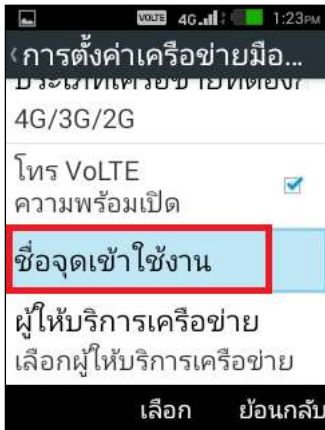 VOLTE 4G 1:23PM
การตั้งค่าเครือข่ายมือ...
4G/3G/2G
โทร VoLTE
ความพร้อมเปิด
ชื่อจุดเข้าใช้งาน
ผู้ให้บริการเครือข่าย
เลือกผู้ให้บริการเครือข่าย
เลือก ย้อนกลับ